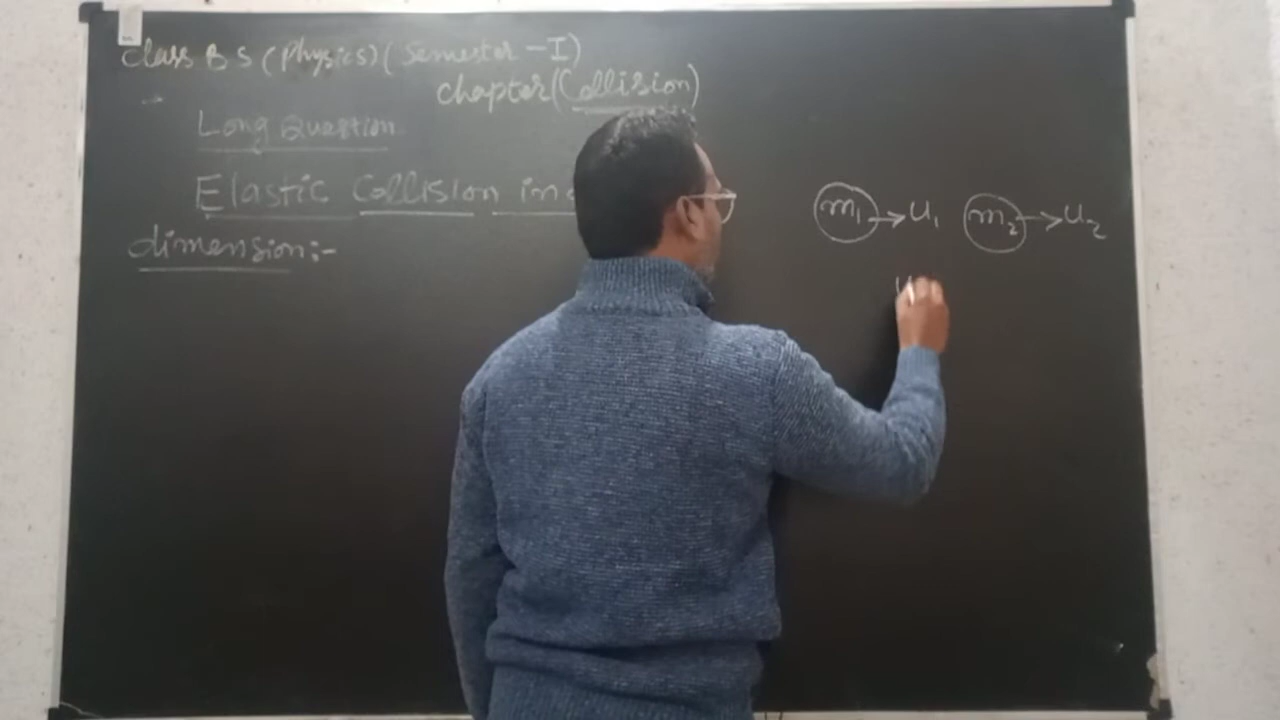 Class B S (Physics) (Semester - I)
chapter (Collision)
Long Question
Elastic Collision in
dimension:-
m₁ → U₁ m₂ → U₂
U